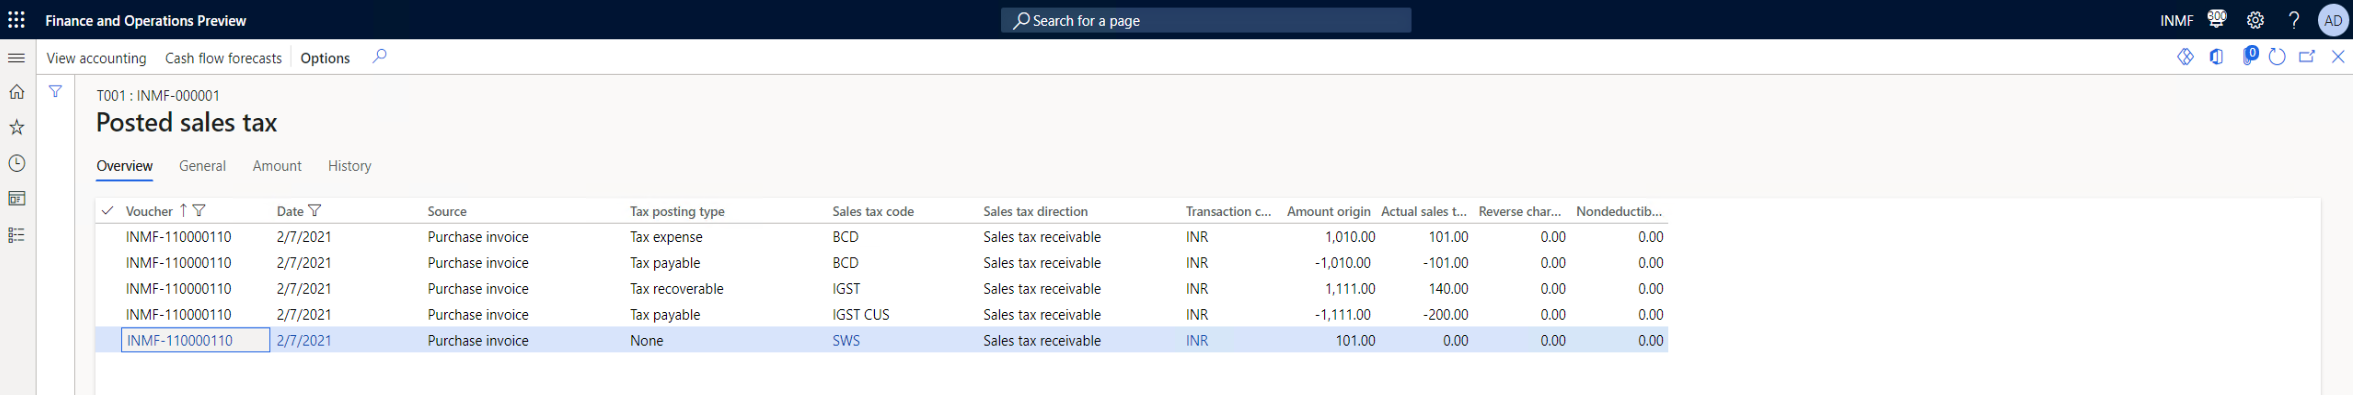 Finance and Operations Preview Search for a page INMF 300 ? AD
View accounting Cash flow forecasts Options 0
T001 : INMF-000001
Posted sales tax
Overview General Amount History
Voucher Date Source Tax posting type Sales tax code Sales tax direction Transaction c... Amount origin Actual sales t... Reverse char... Nondeductib...
INMF-110000110 2/7/2021 Purchase invoice Tax expense BCD Sales tax receivable INR 1,010.00 101.00 0.00 0.00
INMF-110000110 2/7/2021 Purchase invoice Tax payable BCD Sales tax receivable INR -1,010.00 -101.00 0.00 0.00
INMF-110000110 2/7/2021 Purchase invoice Tax recoverable IGST Sales tax receivable INR 1,111.00 140.00 0.00 0.00
INMF-110000110 2/7/2021 Purchase invoice Tax payable IGST CUS Sales tax receivable INR -1,111.00 -200.00 0.00 0.00
INMF-110000110 2/7/2021 Purchase invoice None SWS Sales tax receivable INR 101.00 0.00 0.00 0.00